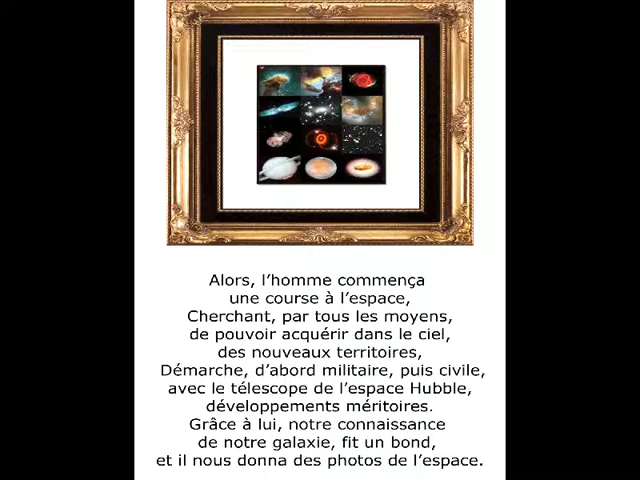 Alors, l’homme commença
une course à l’espace,
Cherchant, par tous les moyens,
de pouvoir acquérir dans le ciel,
des nouveaux territoires,
Démarche, d’abord militaire, puis civile,
avec le télescope de l’espace Hubble,
développements méritoires.
Grâce à lui, notre connaissance
de notre galaxie, fit un bond,
et il nous donna des photos de l’espace.